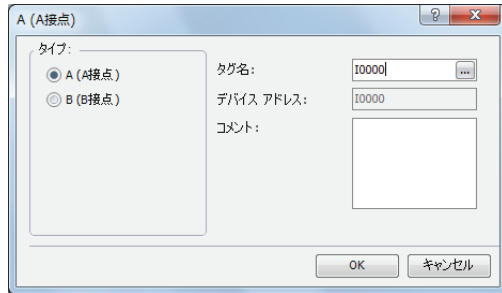 A (A接点)
タイプ:
A (A接点)
B (B接点)
タグ名: I0000 ...
デバイス アドレス: I0000
コメント:
OK キャンセル